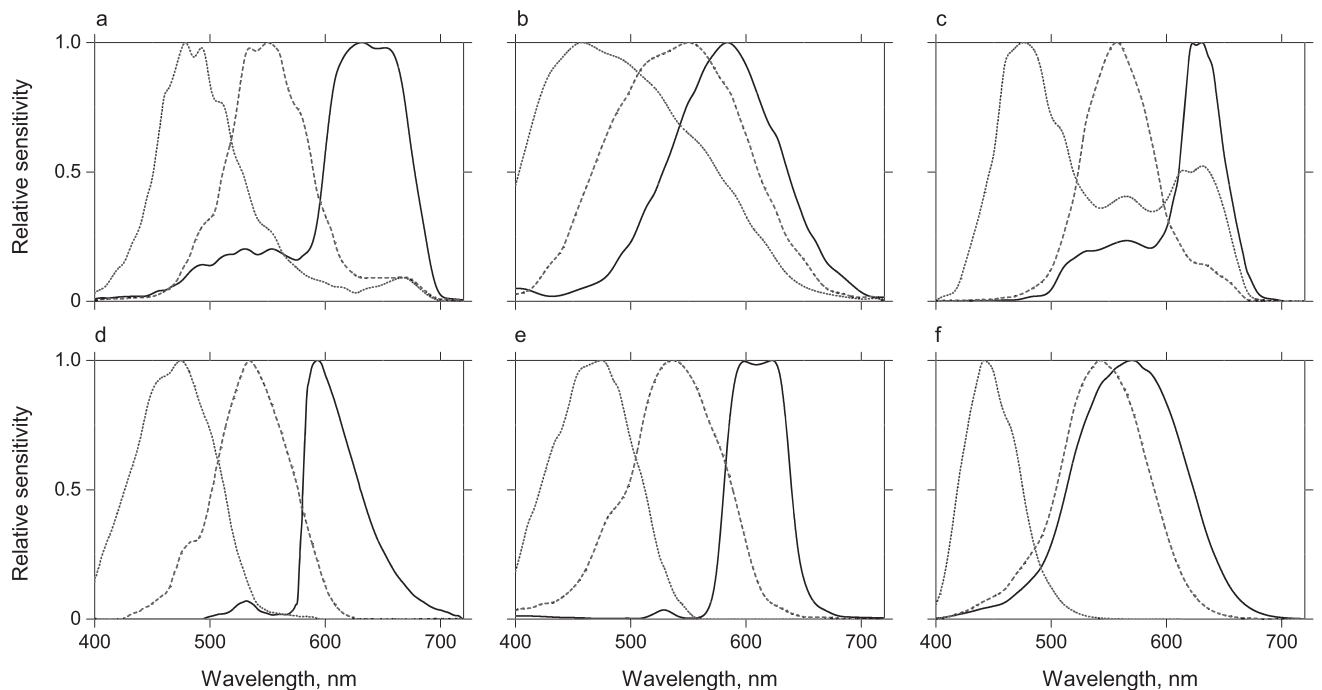 a
b
c
1.0
0.5
0
Relative sensitivity
d
e
f
1.0
0.5
0
Relative sensitivity
400 500 600 700
400 500 600 700
400 500 600 700
Wavelength, nm
Wavelength, nm
Wavelength, nm